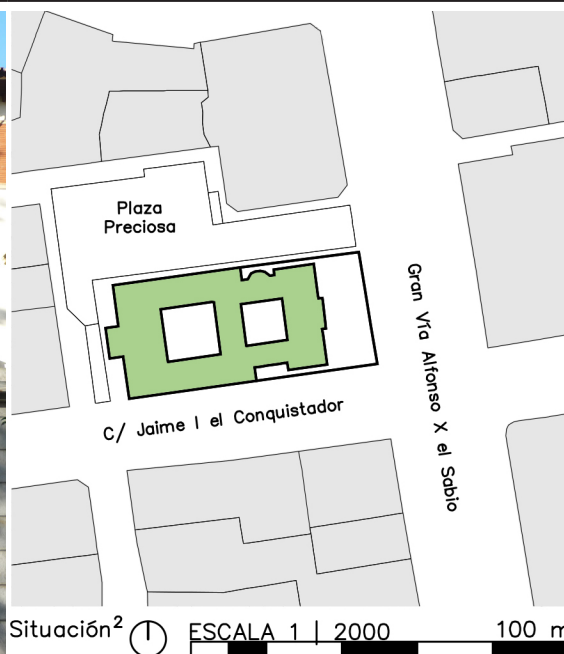 Plaza
Preciosa
Gran Vía Alfonso X el Sabio
C/ Jaime I el Conquistador
Situación² ESCALA 1 | 2000 100 m